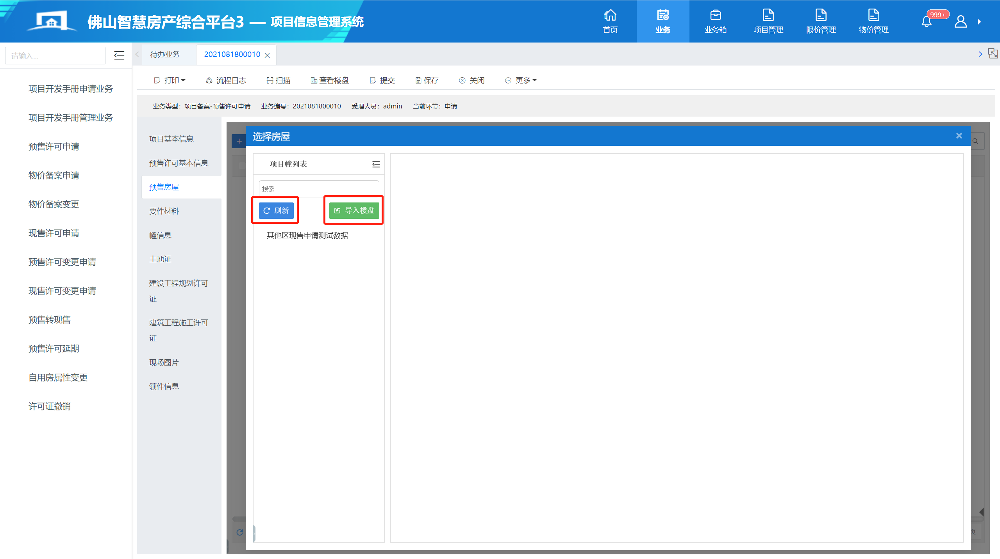 佛山智慧房产综合平台3 — 项目信息管理系统
首页
业务
业务箱
项目管理
限价管理
物价管理
999+
请输入...
待办业务
2021081800010
打印
流程日志
扫描
查看楼盘
提交
保存
关闭
更多
业务类型：项目备案-预售许可申请 业务编号：2021081800010 受理人员：admin 当前环节：申请
项目开发手册申请业务
项目开发手册管理业务
预售许可申请
物价备案申请
物价备案变更
现售许可申请
预售许可变更申请
现售许可变更申请
预售转现售
预售许可延期
自用房属性变更
许可证撤销
项目基本信息
预售许可基本信息
预售房屋
要件材料
幢信息
土地证
建设工程规划许可
证
建筑工程施工许可
证
现场图片
领件信息
选择房屋
项目幢列表
搜索
刷新
导入楼盘
其他区现售申请测试数据
页